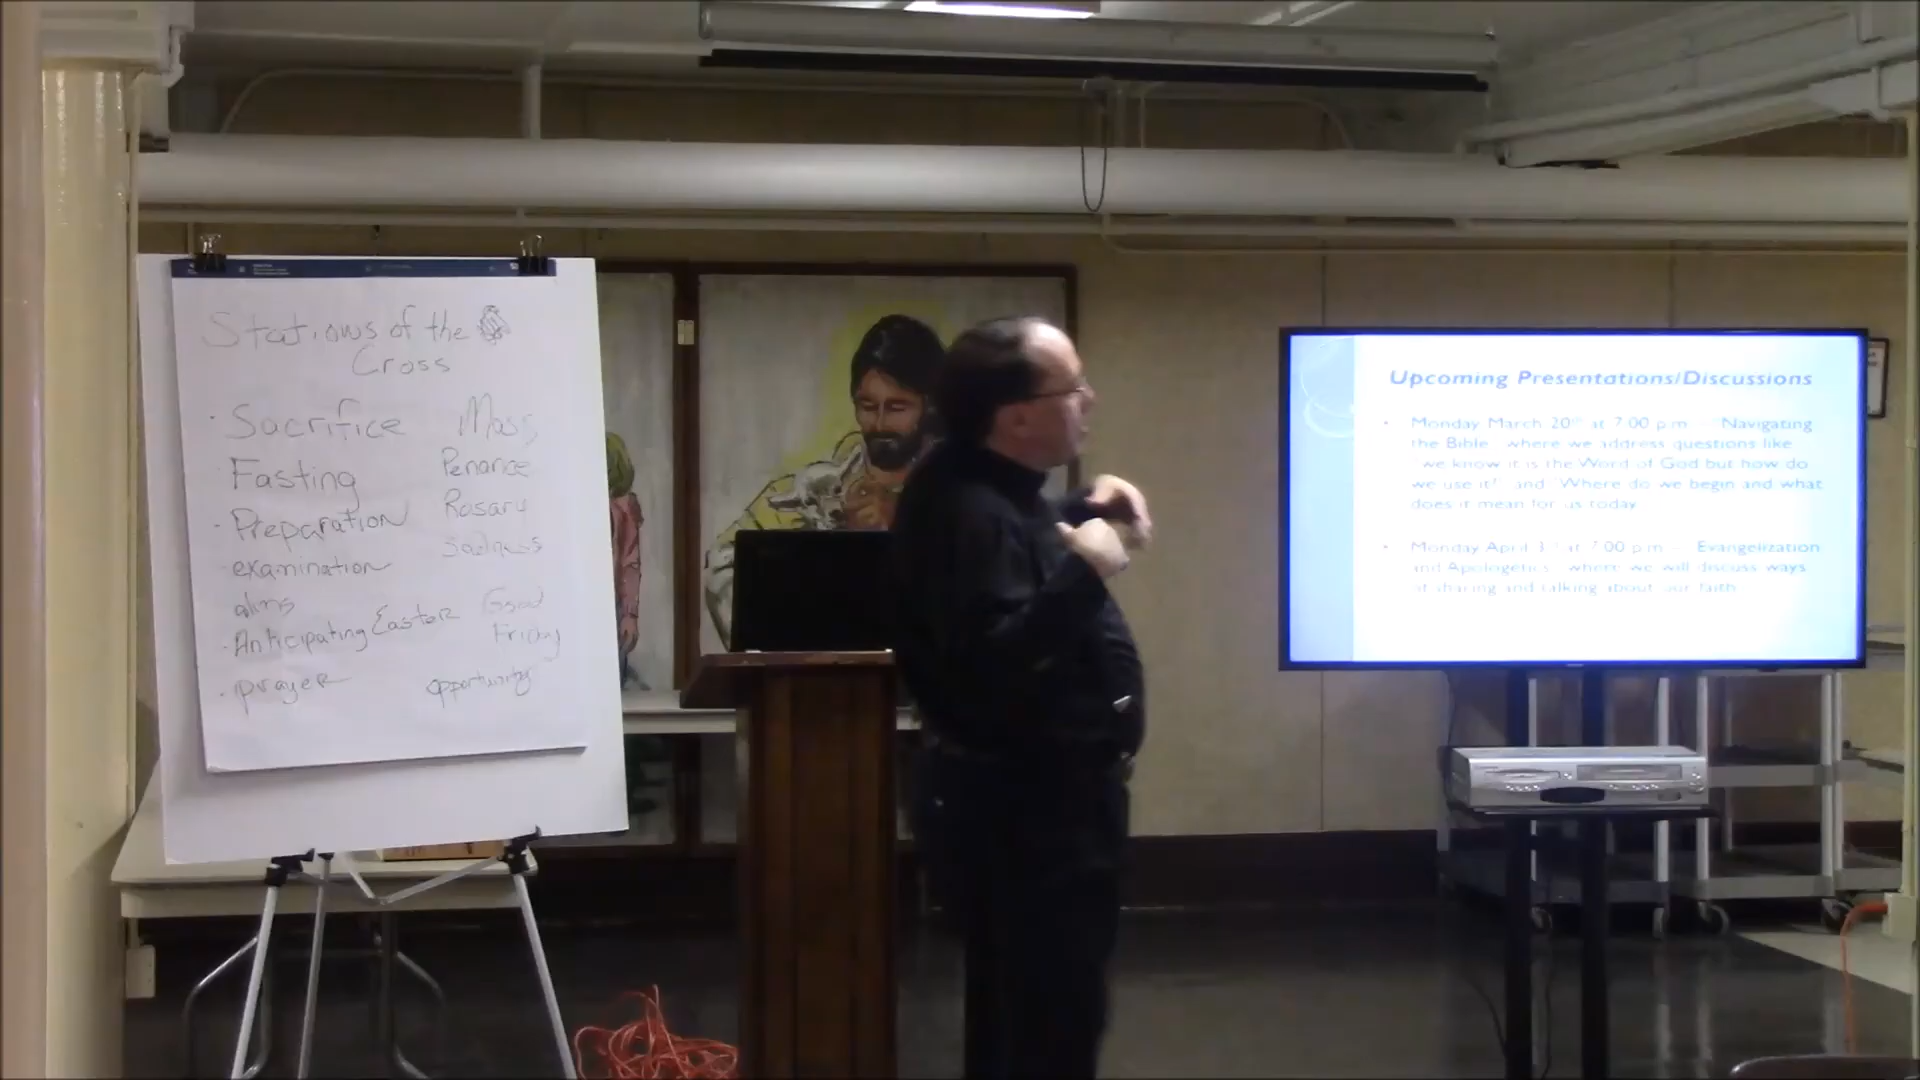 Stations of the
Cross
· Sacrifice
Fasting
· Preparation
examination
alms
· Anticipating Easter
· prayer
Mass
Penance
Rosary
Sadness
Good
Friday
opportunity
Upcoming Presentations/Discussions
• Monday March 20th at 7:00 p.m. – "Navigating
the Bible" where we address questions like
"we know it is the Word of God but how do
we use it?" and "Where do we begin and what
does it mean for us today
• Monday April 3rd at 7:00 p.m. – Evangelization
and Apologetics" where we will discuss ways
of sharing and talking about our faith